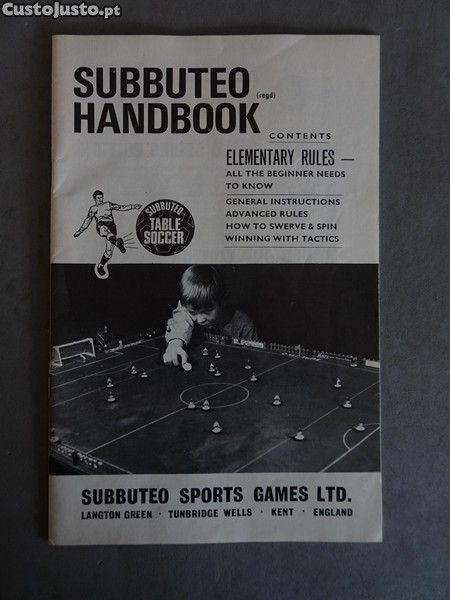 CustoJusto.pt
SUBBUTEO (regd)
HANDBOOK
CONTENTS
ELEMENTARY RULES —
ALL THE BEGINNER NEEDS
TO KNOW
GENERAL INSTRUCTIONS
ADVANCED RULES
HOW TO SWERVE & SPIN
WINNING WITH TACTICS
SUBBUTEO
TABLE
SOCCER
SUBBUTEO SPORTS GAMES LTD.
LANGTON GREEN · TUNBRIDGE WELLS · KENT · ENGLAND